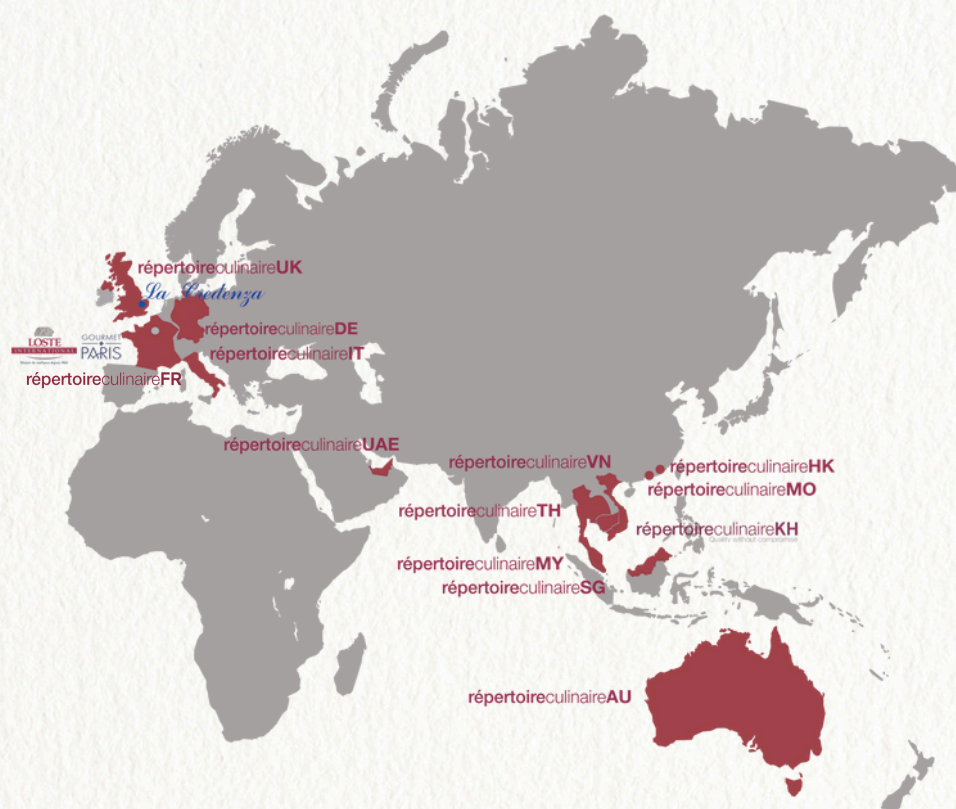 répertoireculinaireUK
La Credenza
répertoireculinaireDE
LOSTE
INTERNATIONAL
GOURMET
PARIS
répertoireculinaireIT
répertoireculinaireFR
répertoireculinaireUAE
répertoireculinaireVN
répertoireculinaireHK
répertoireculinaireMO
répertoireculinaireTH
répertoireculinaireKH
Quality without compromise
répertoireculinaireMY
répertoireculinaireSG
répertoireculinaireAU